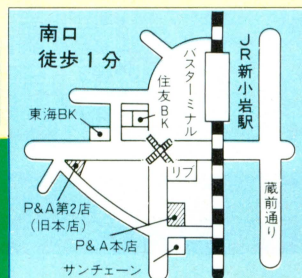 南口
徒歩1分
バスターミナル
JR新小岩駅
住友BK
東海BK
リブ
蔵前通り
P&A第2店
(旧本店)
P&A本店
サンチェーン